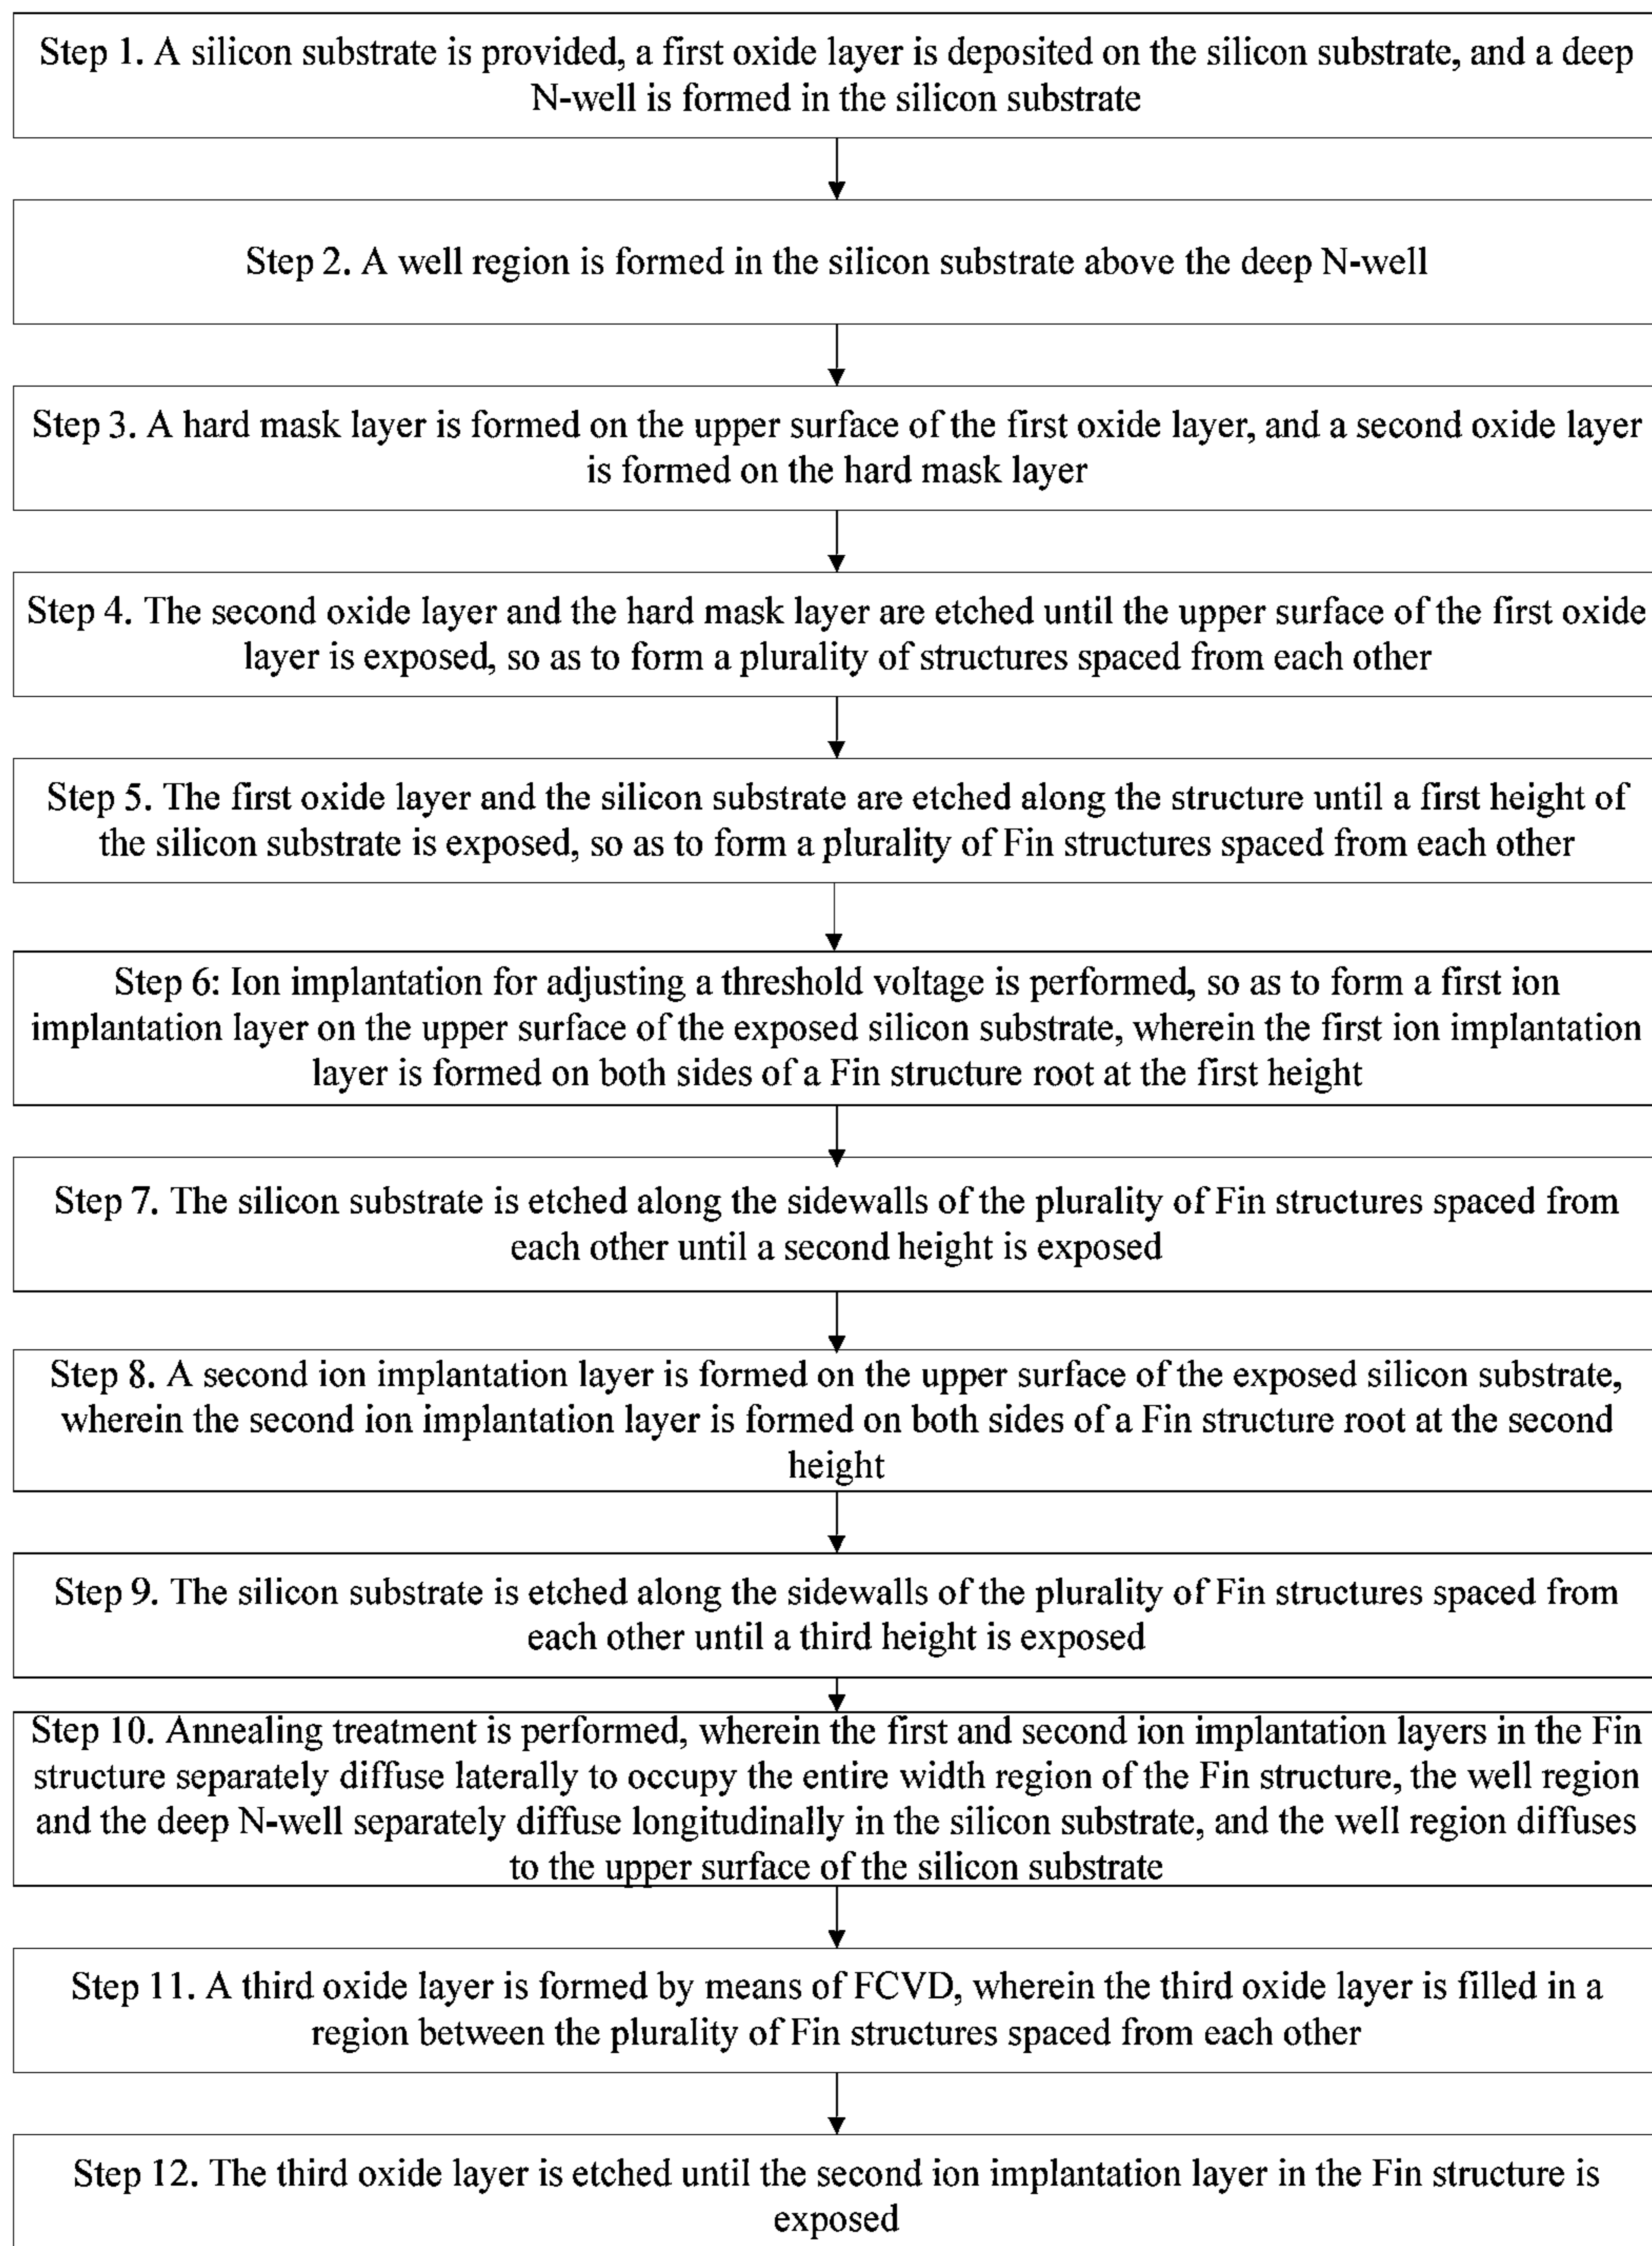 Step 1. A silicon substrate is provided, a first oxide layer is deposited on the silicon substrate, and a deep
N-well is formed in the silicon substrate
Step 2. A well region is formed in the silicon substrate above the deep N-well
Step 3. A hard mask layer is formed on the upper surface of the first oxide layer, and a second oxide layer
is formed on the hard mask layer
Step 4. The second oxide layer and the hard mask layer are etched until the upper surface of the first oxide
layer is exposed, so as to form a plurality of structures spaced from each other
Step 5. The first oxide layer and the silicon substrate are etched along the structure until a first height of
the silicon substrate is exposed, so as to form a plurality of Fin structures spaced from each other
Step 6: Ion implantation for adjusting a threshold voltage is performed, so as to form a first ion
implantation layer on the upper surface of the exposed silicon substrate, wherein the first ion implantation
layer is formed on both sides of a Fin structure root at the first height
Step 7. The silicon substrate is etched along the sidewalls of the plurality of Fin structures spaced from
each other until a second height is exposed
Step 8. A second ion implantation layer is formed on the upper surface of the exposed silicon substrate,
wherein the second ion implantation layer is formed on both sides of a Fin structure root at the second
height
Step 9. The silicon substrate is etched along the sidewalls of the plurality of Fin structures spaced from
each other until a third height is exposed
Step 10. Annealing treatment is performed, wherein the first and second ion implantation layers in the Fin
structure separately diffuse laterally to occupy the entire width region of the Fin structure, the well region
and the deep N-well separately diffuse longitudinally in the silicon substrate, and the well region diffuses
to the upper surface of the silicon substrate
Step 11. A third oxide layer is formed by means of FCVD, wherein the third oxide layer is filled in a
region between the plurality of Fin structures spaced from each other
Step 12. The third oxide layer is etched until the second ion implantation layer in the Fin structure is
exposed